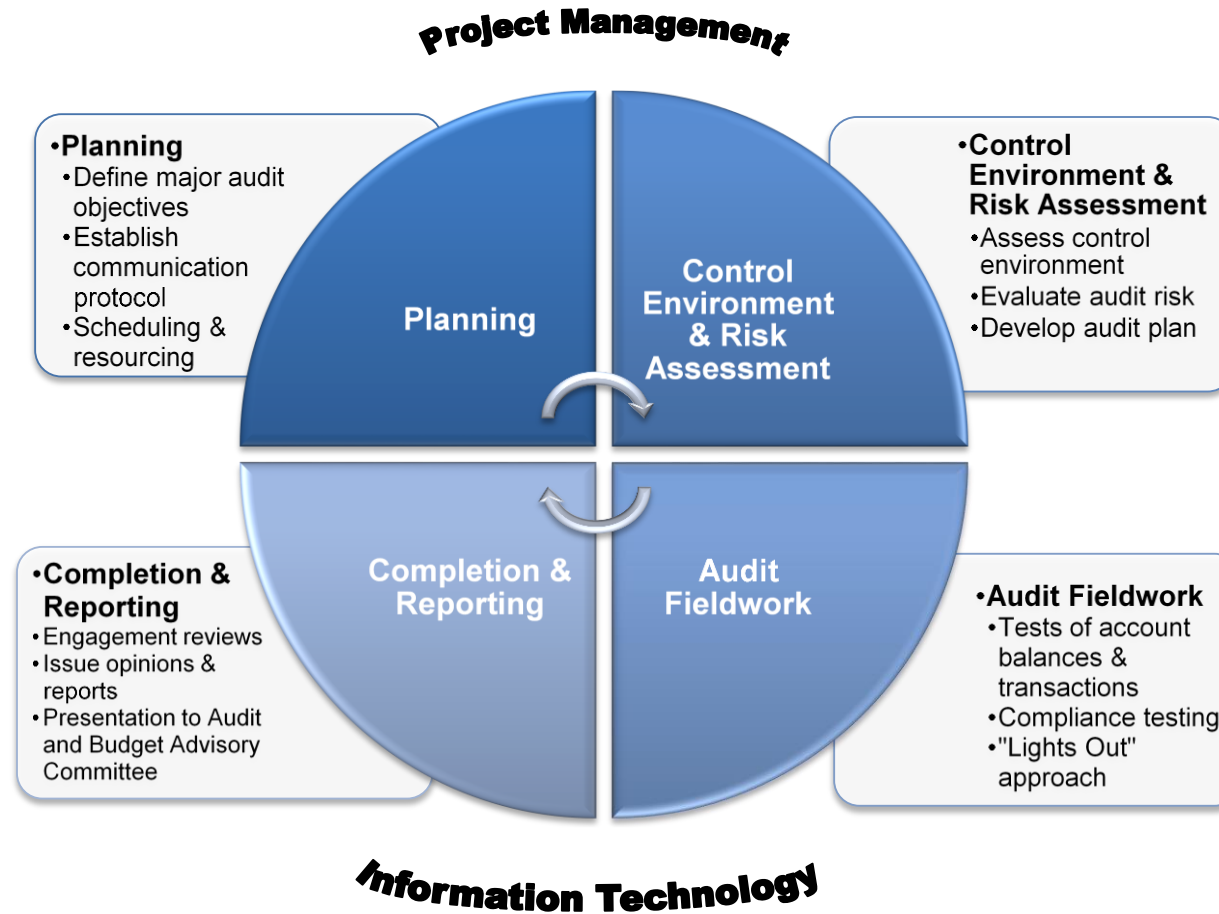 Project Management
•Planning
•Define major audit
objectives
•Establish
communication
protocol
•Scheduling &
resourcing
Planning
Control
Environment
& Risk
Assessment
•Control
Environment &
Risk Assessment
•Assess control
environment
•Evaluate audit risk
•Develop audit plan
•Completion &
Reporting
•Engagement reviews
•Issue opinions &
reports
•Presentation to Audit
and Budget Advisory
Committee
Completion &
Reporting
Audit
Fieldwork
•Audit Fieldwork
•Tests of account
balances &
transactions
•Compliance testing
•"Lights Out"
approach
Information Technology